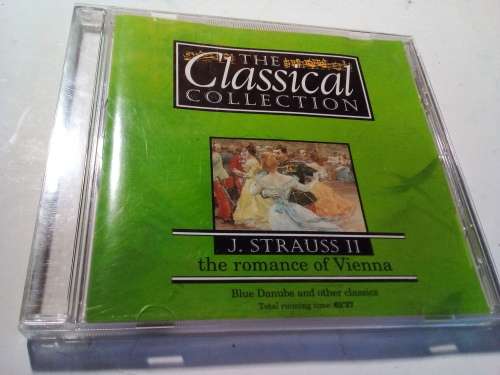 THE
Classical
COLLECTION
J. STRAUSS II
the romance of Vienna
Blue Danube and other classics
Total running time